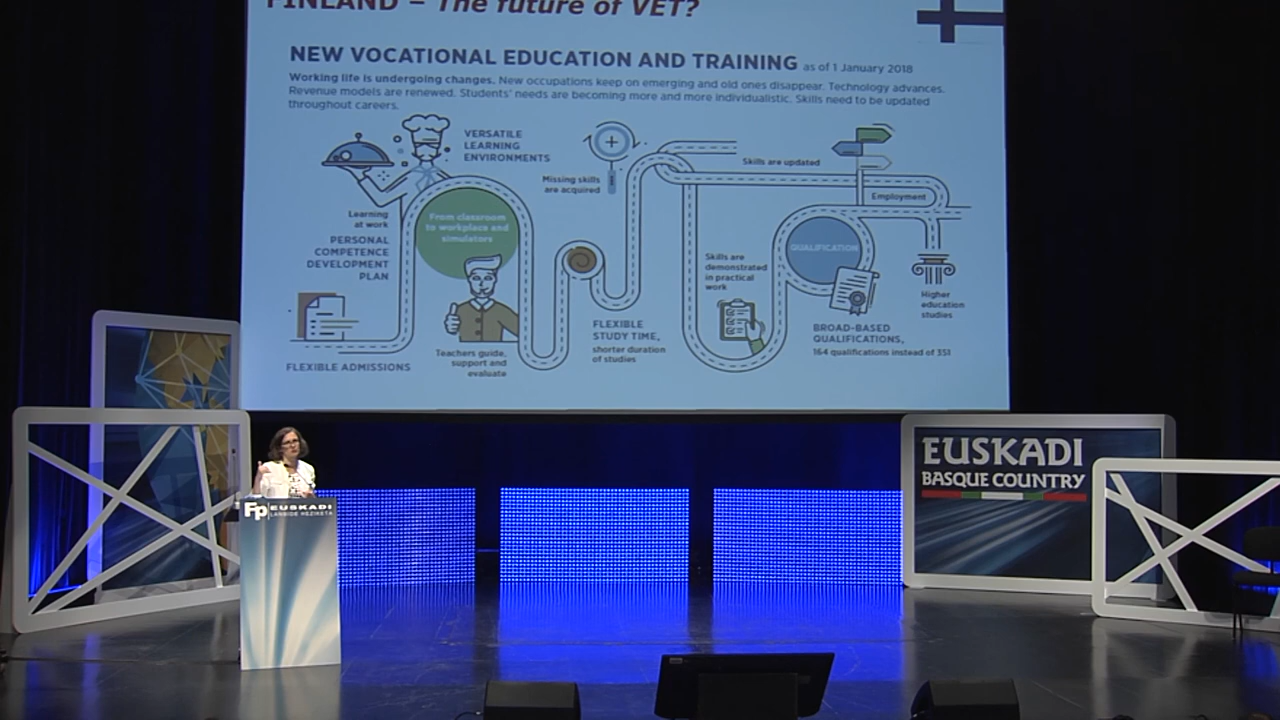 FINLAND – The future of VET?
NEW VOCATIONAL EDUCATION AND TRAINING as of 1 January 2018
Working life is undergoing changes. New occupations keep on emerging and old ones disappear. Technology advances.
Revenue models are renewed. Students' needs are becoming more and more individualistic. Skills need to be updated
throughout careers.
VERSATILE
LEARNING
ENVIRONMENTS
Missing skills
are acquired
Skills are updated
Employment
Learning
at work
From classroom
to workplace and
simulators
PERSONAL
COMPETENCE
DEVELOPMENT
PLAN
QUALIFICATION
Skills are
demonstrated
in practical
work
Higher
education
studies
FLEXIBLE
STUDY TIME,
shorter duration
of studies
BROAD-BASED
QUALIFICATIONS,
164 qualifications instead of 351
Teachers guide,
support and
evaluate
FLEXIBLE ADMISSIONS
EUSKADI
BASQUE COUNTRY
Fp EUSKADI
LANBIDE HEZIKETA